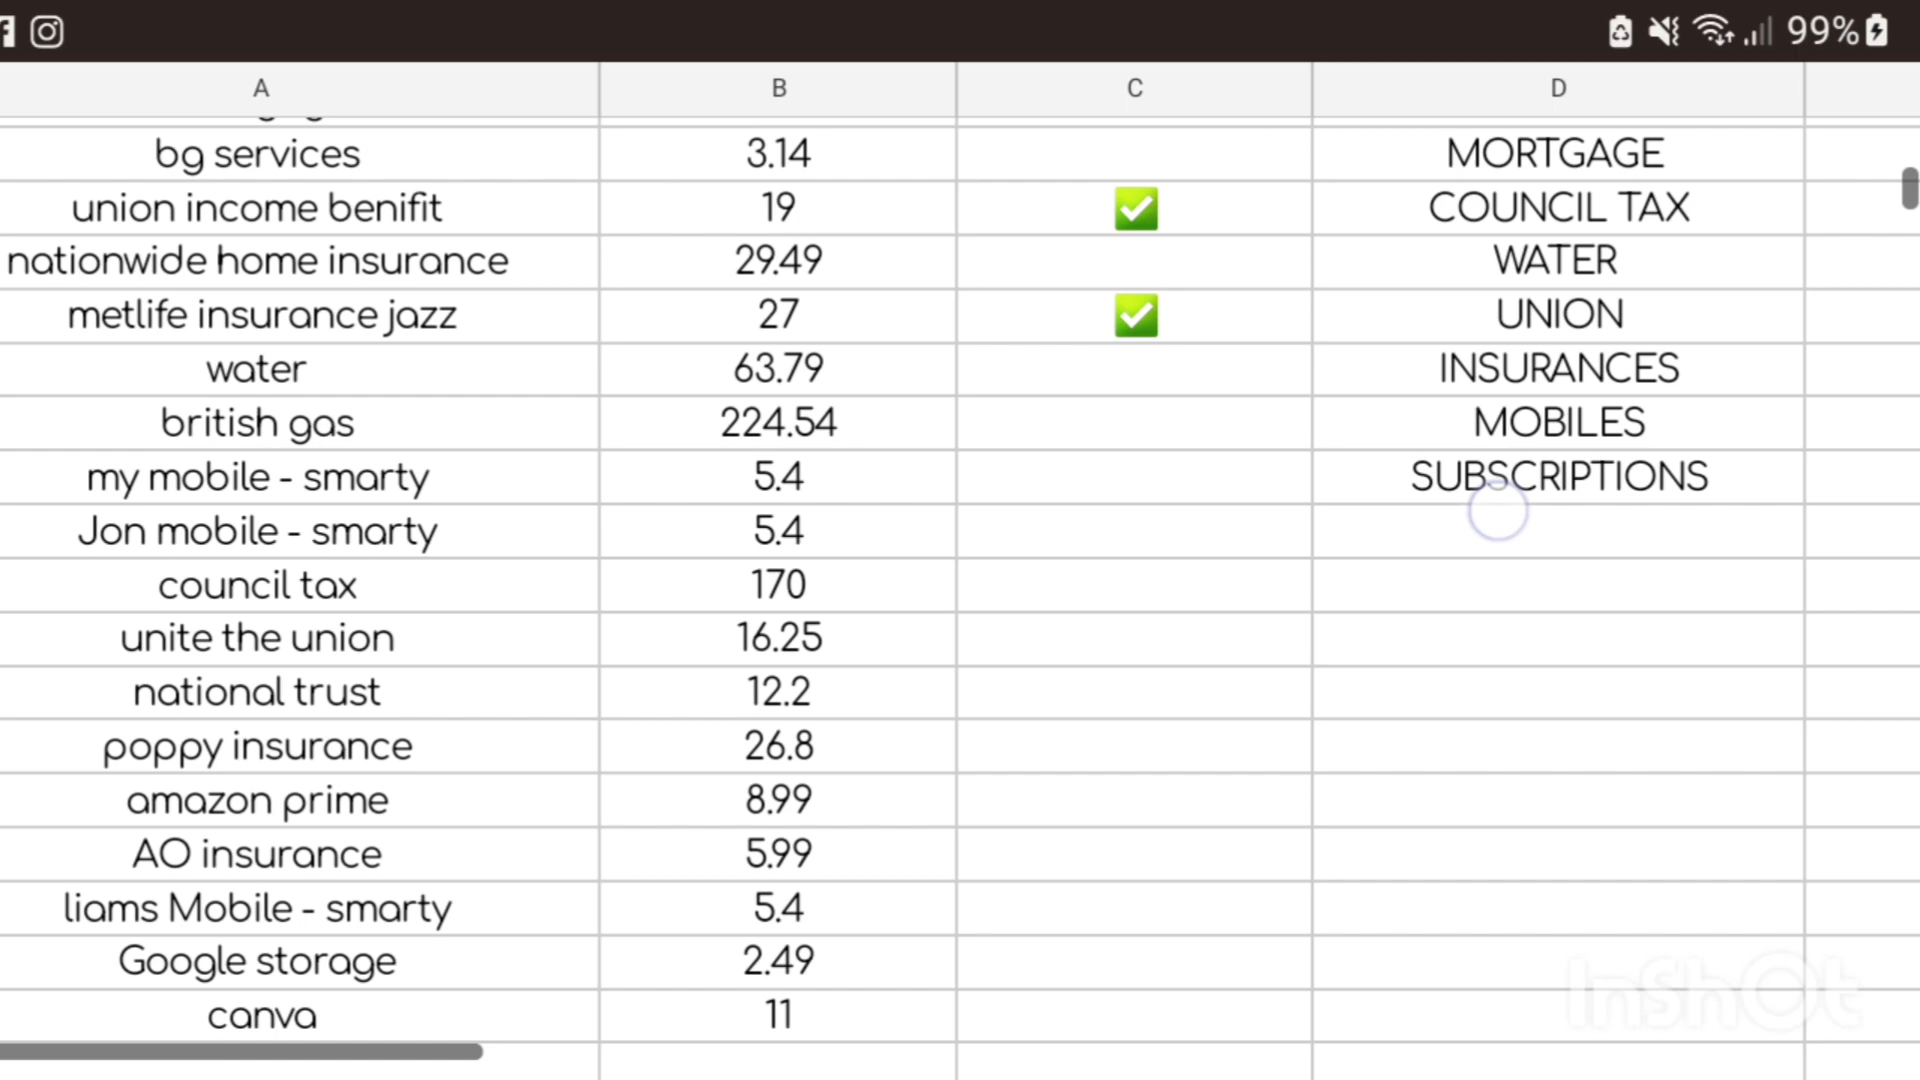 99%
A B C D
bg services 3.14 MORTGAGE
union income benifit 19 ✅ COUNCIL TAX
nationwide home insurance 29.49 WATER
metlife insurance jazz 27 ✅ UNION
water 63.79 INSURANCES
british gas 224.54 MOBILES
my mobile - smarty 5.4 SUBSCRIPTIONS
Jon mobile - smarty 5.4
council tax 170
unite the union 16.25
national trust 12.2
poppy insurance 26.8
amazon prime 8.99
AO insurance 5.99
liams Mobile - smarty 5.4
Google storage 2.49
canva 11
InShOt